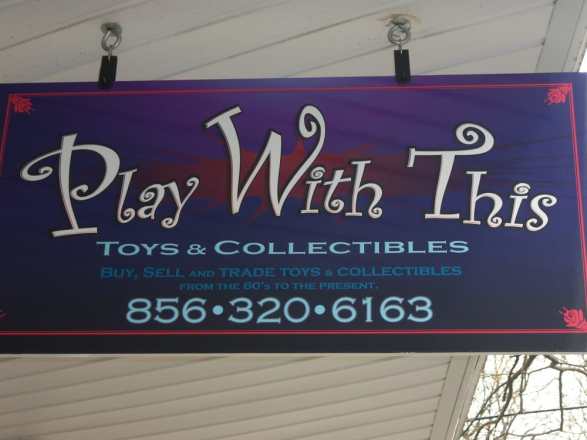 Play With This
Toys & Collectibles
Buy, Sell and trade toys & collectibles
from the 60's to the present.
856•320•6163